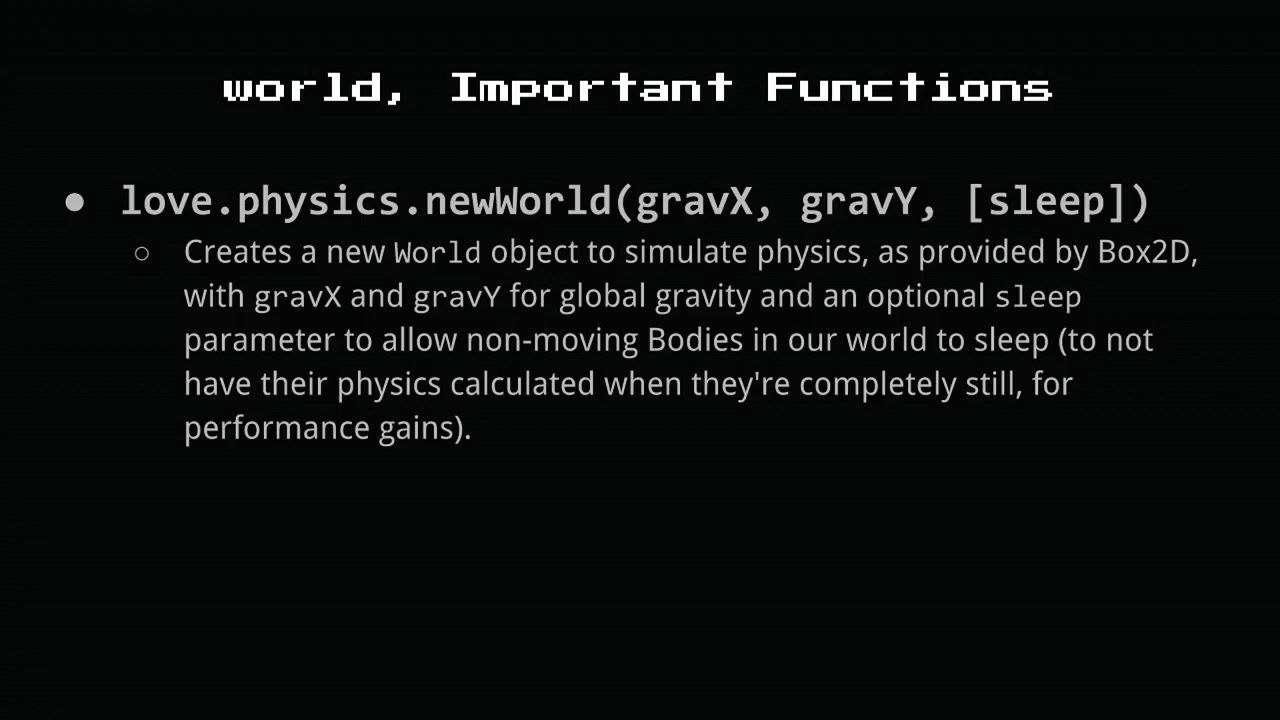 world, Important Functions
● love.physics.newWorld(gravX, gravY, [sleep])
○ Creates a new World object to simulate physics, as provided by Box2D,
with gravX and gravY for global gravity and an optional sleep
parameter to allow non-moving Bodies in our world to sleep (to not
have their physics calculated when they're completely still, for
performance gains).